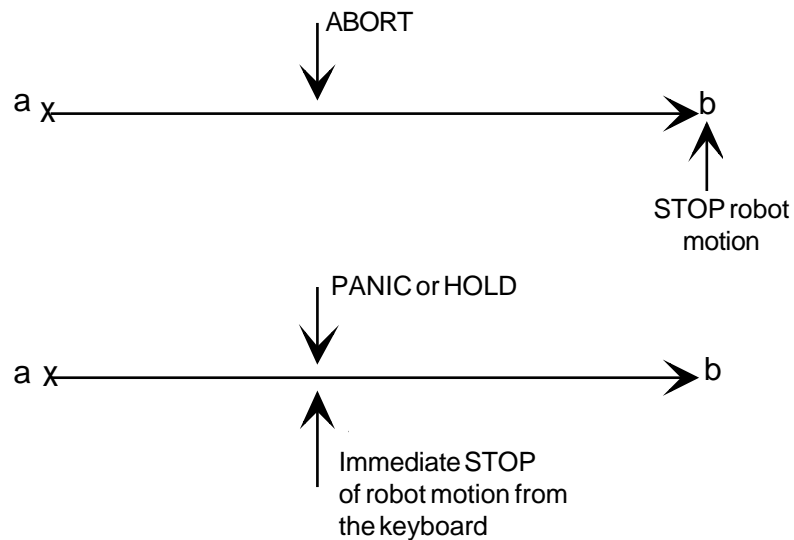 ABORT
a x b
STOP robot
motion
PANIC or HOLD
a x b
Immediate STOP
of robot motion from
the keyboard